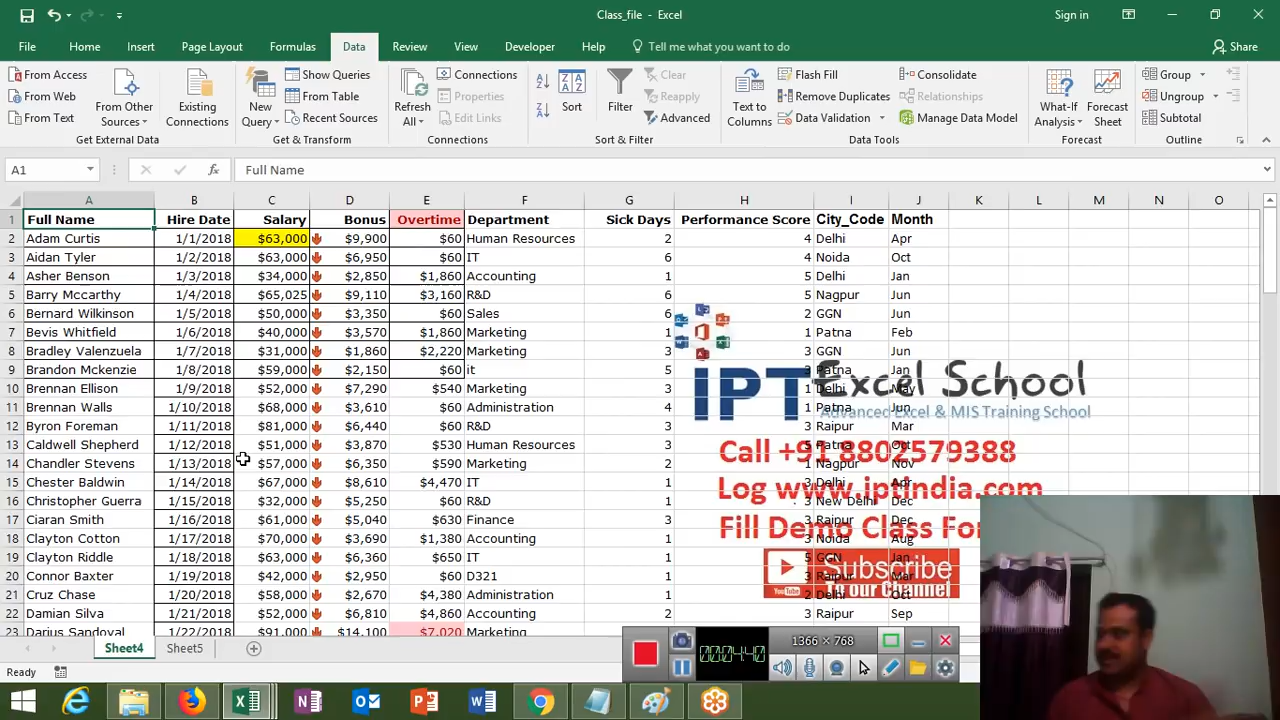 Class_file - Excel
Sign in
File Home Insert Page Layout Formulas Data Review View Developer Help Tell me what you want to do Share
From Access
From Web
From Text
From Other Sources
Existing Connections
Get External Data
New Query
Show Queries
From Table
Recent Sources
Get & Transform
Refresh All
Connections
Properties
Edit Links
Connections
Sort
Filter
Clear
Reapply
Advanced
Sort & Filter
Text to Columns
Flash Fill
Remove Duplicates
Data Validation
Consolidate
Relationships
Manage Data Model
Data Tools
What-If Analysis
Forecast Sheet
Forecast
Group
Ungroup
Subtotal
Outline
A1 fx Full Name
A B C D E F G H I J K L M N O
1 Full Name Hire Date Salary Bonus Overtime Department Sick Days Performance Score City_Code Month
2 Adam Curtis 1/1/2018 $63,000 $9,900 $60 Human Resources 2 4 Delhi Apr
3 Aidan Tyler 1/2/2018 $63,000 $6,950 $60 IT 6 4 Noida Oct
4 Asher Benson 1/3/2018 $34,000 $2,850 $1,860 Accounting 1 5 Delhi Jan
5 Barry Mccarthy 1/4/2018 $65,025 $9,110 $3,160 R&D 6 5 Nagpur Jun
6 Bernard Wilkinson 1/5/2018 $50,000 $3,350 $60 Sales 6 2 GGN Jun
7 Bevis Whitfield 1/6/2018 $40,000 $3,570 $1,860 Marketing 1 1 Patna Feb
8 Bradley Valenzuela 1/7/2018 $31,000 $1,860 $2,220 Marketing 3 3 GGN Jun
9 Brandon Mckenzie 1/8/2018 $59,000 $2,150 $60 it 5 3 Patna Jan
10 Brennan Ellison 1/9/2018 $52,000 $7,290 $540 Marketing 3 1 Delhi May
11 Brennan Walls 1/10/2018 $68,000 $3,610 $60 Administration 4 1 Patna Jun
12 Byron Foreman 1/11/2018 $81,000 $6,440 $60 R&D 3 3 Raipur Mar
13 Caldwell Shepherd 1/12/2018 $51,000 $3,870 $530 Human Resources 3 5 Patna Oct
14 Chandler Stevens 1/13/2018 $57,000 $6,350 $590 Marketing 2 1 Nagpur Nov
15 Chester Baldwin 1/14/2018 $67,000 $8,610 $4,470 IT 1 3 Delhi Apr
16 Christopher Guerra 1/15/2018 $32,000 $5,250 $60 R&D 1 3 New Delhi Dec
17 Ciaran Smith 1/16/2018 $61,000 $5,040 $630 Finance 3 3 Raipur Dec
18 Clayton Cote 1/17/2018 $39,000 $3,690 $1,380 Accounting 1 3 Noida Aug
19 Clayton Riddle 1/18/2018 $53,000 $6,360 $650 IT 1 5 GGN Jan
20 Connor Baxter 1/19/2018 $42,000 $2,950 $60 D321 1 3 Raipur Mar
21 Cruz Chase 1/20/2018 $58,000 $2,670 $4,380 Administration 1 2 Delhi Oct
22 Damian Silva 1/21/2018 $52,000 $6,810 $4,860 Accounting 2 3 Raipur Sep
23 Darius Sandoval 1/22/2018 $91,000 $14,100 $7,020 Marketing
IPT Excel School
Advanced Excel & MIS Training School
Call +91 8802579388
Log www.iptindia.com
Fill Demo Class For
YouTube Subscribe
To our Channel
Sheet4 Sheet5
Ready
00:04:40
1366 × 768